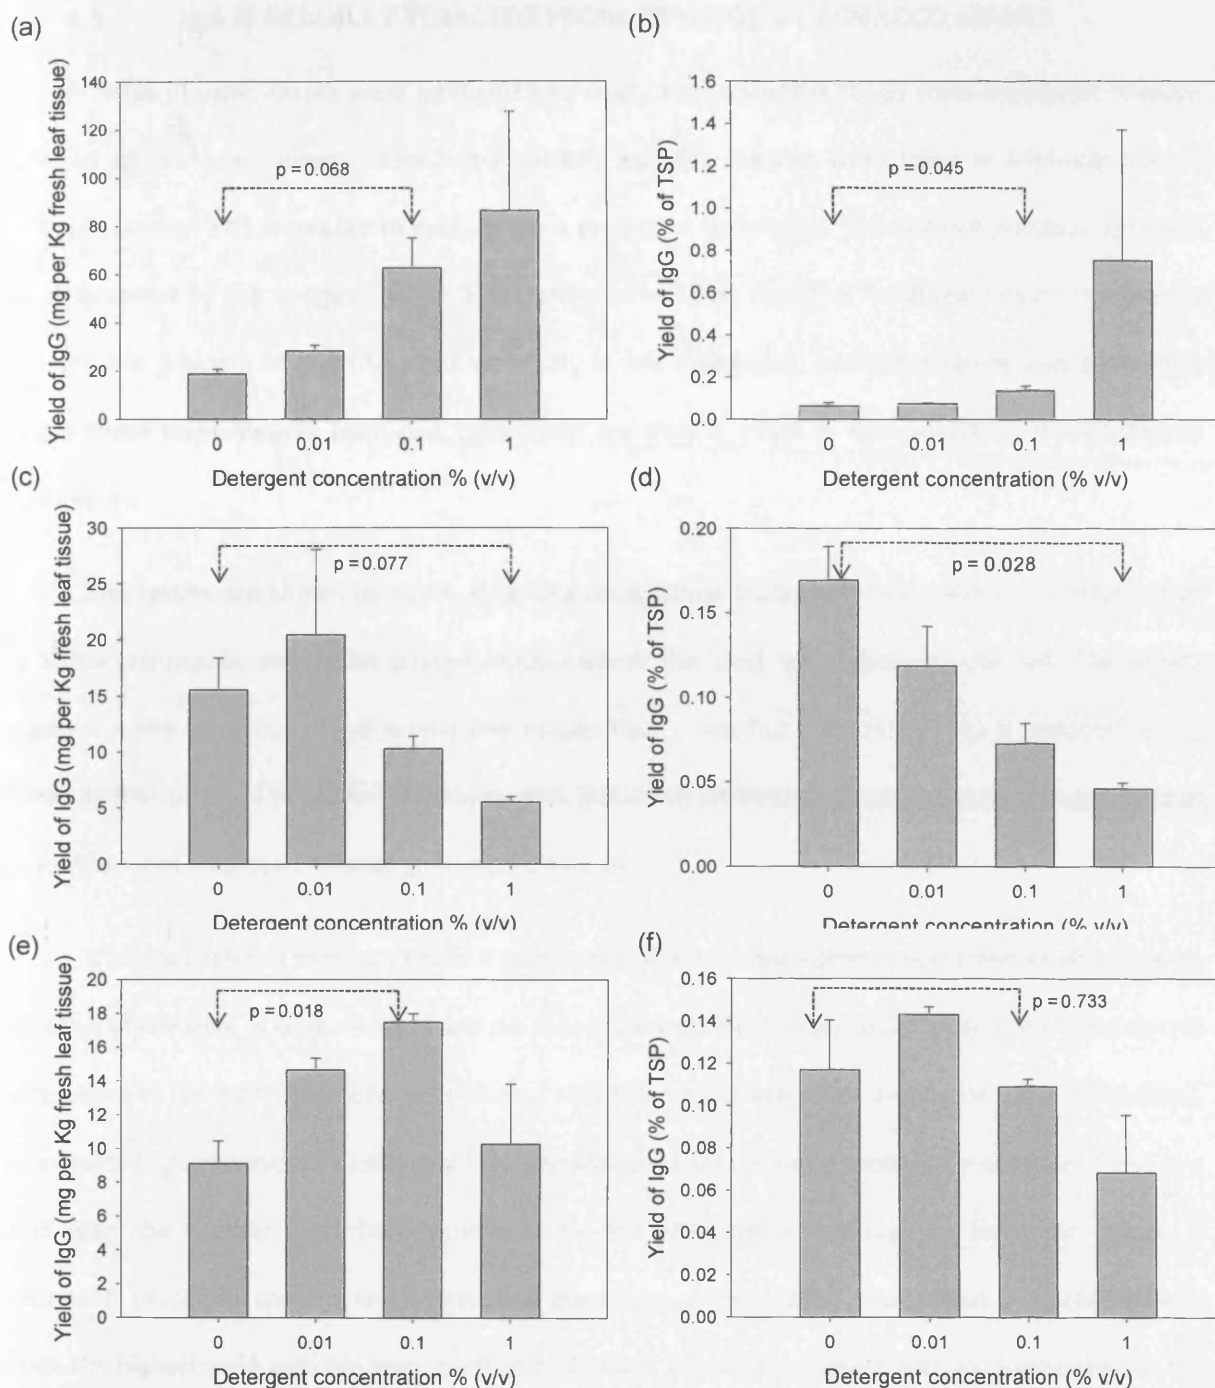 (a)
Yield of IgG (mg per Kg fresh leaf tissue)
140
120
100
80
60
40
20
0
p = 0.068
0 0.01 0.1 1
Detergent concentration % (v/v)
(b)
Yield of IgG (% of TSP)
1.6
1.4
1.2
1.0
0.8
0.6
0.4
0.2
0.0
p = 0.045
0 0.01 0.1 1
Detergent concentration (% v/v)
(c)
Yield of IgG (mg per Kg fresh leaf tissue)
30
25
20
15
10
5
0
p = 0.077
0 0.01 0.1 1
Detergent concentration % (v/v)
(d)
Yield of IgG (% of TSP)
0.20
0.15
0.10
0.05
0.00
p = 0.028
0 0.01 0.1 1
Detergent concentration (% v/v)
(e)
Yield of IgG (mg per Kg fresh leaf tissue)
20
18
16
14
12
10
8
6
4
2
0
p = 0.018
0 0.01 0.1 1
Detergent concentration % (v/v)
(f)
Yield of IgG (% of TSP)
0.16
0.14
0.12
0.10
0.08
0.06
0.04
0.02
0.00
p = 0.733
0 0.01 0.1 1
Detergent concentration (% v/v)